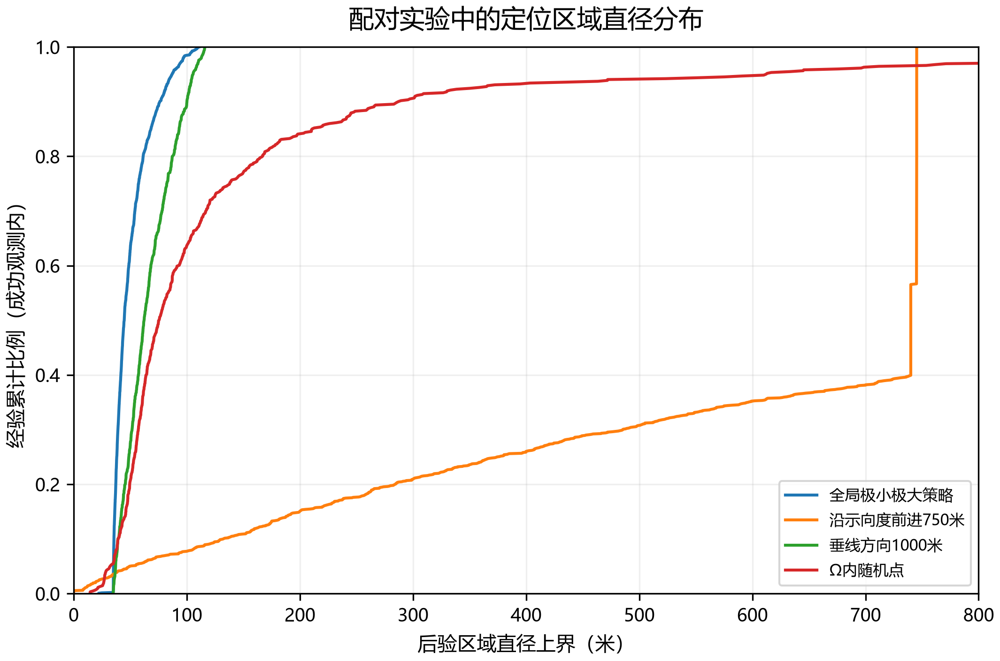 配对实验中的定位区域直径分布
经验累计比例（成功观测内）
1.0
0.8
0.6
0.4
0.2
0.0
0 100 200 300 400 500 600 700 800
后验区域直径上界（米）
全局极小极大策略
沿示向度前进750米
垂线方向1000米
Ω内随机点